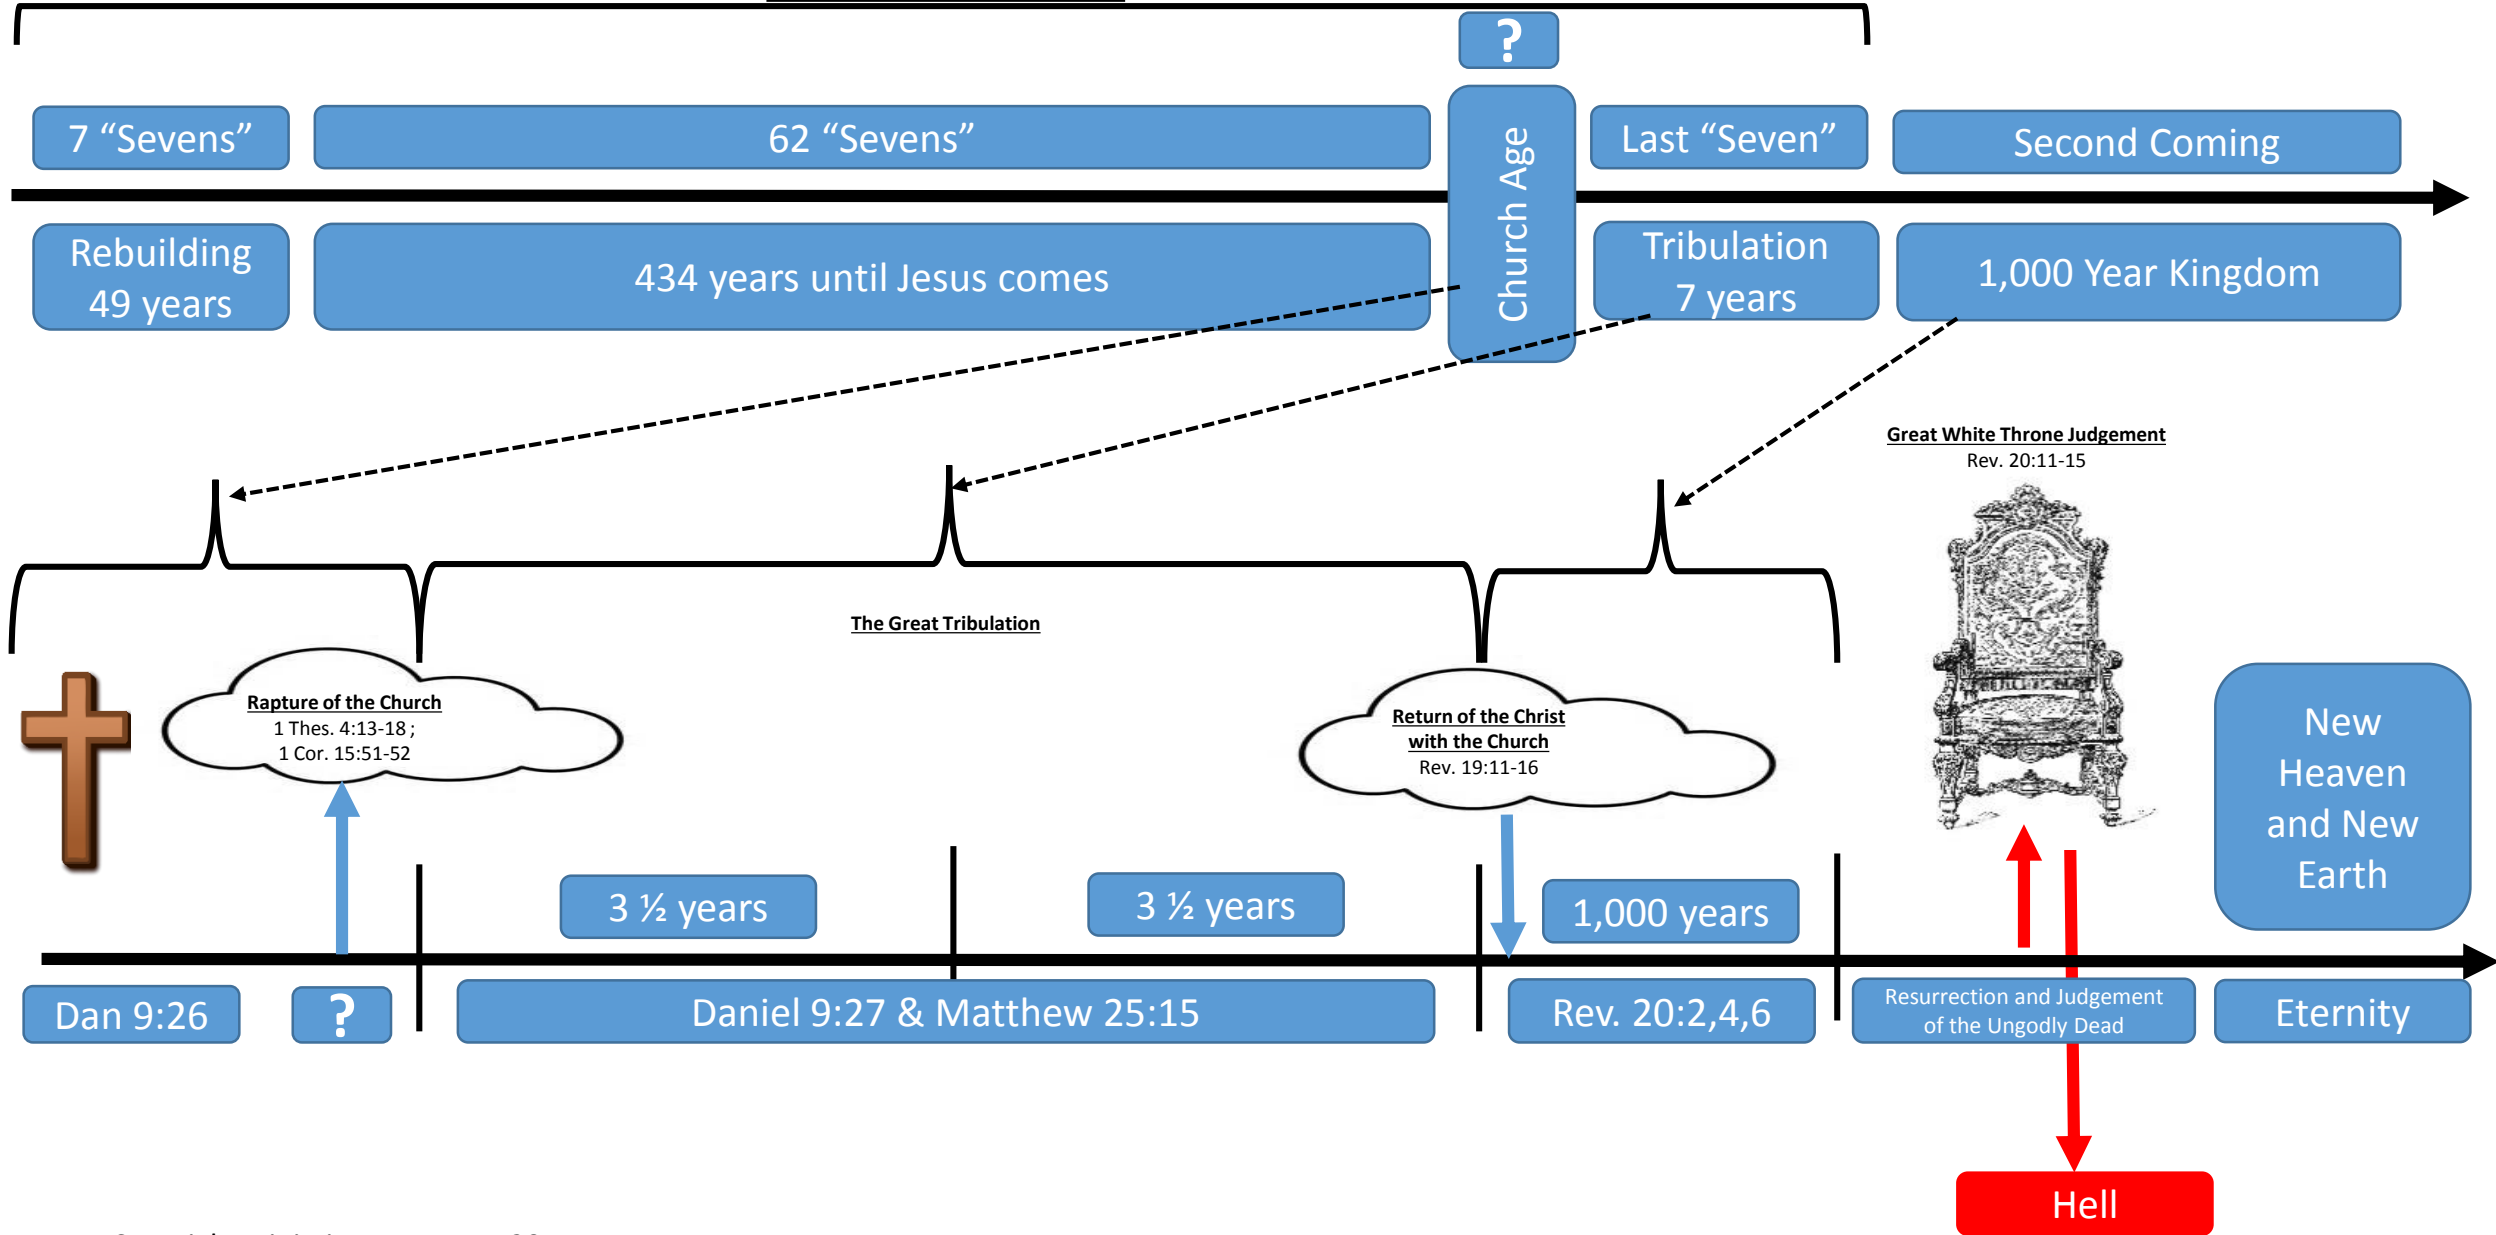 ?
7 “Sevens”
62 “Sevens”
Church Age
Last “Seven”
Second Coming
Rebuilding
49 years
434 years until Jesus comes
Tribulation
7 years
1,000 Year Kingdom
Great White Throne Judgement
Rev. 20:11-15
The Great Tribulation
Rapture of the Church
1 Thes. 4:13-18 ;
1 Cor. 15:51-52
Return of the Christ
with the Church
Rev. 19:11-16
New
Heaven
and New
Earth
3 ½ years
3 ½ years
1,000 years
Dan 9:26
?
Daniel 9:27 & Matthew 25:15
Rev. 20:2,4,6
Resurrection and Judgement
of the Ungodly Dead
Eternity
Hell